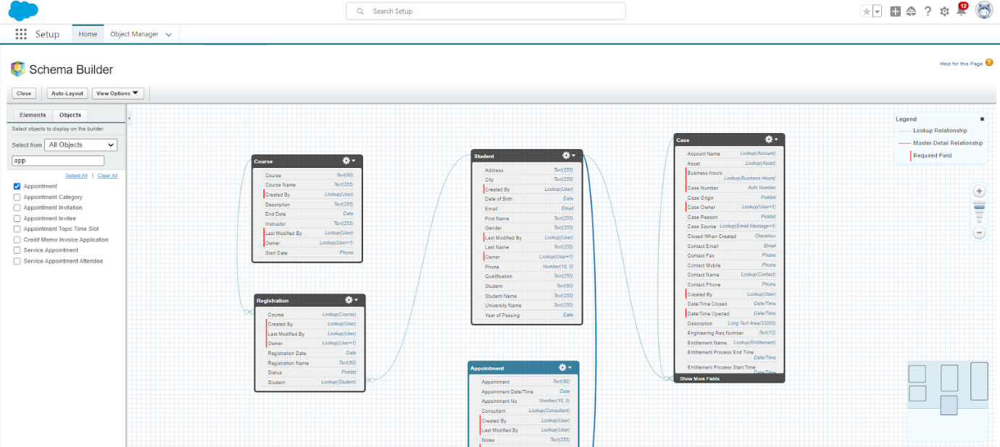 Search Setup
12
Setup
Home
Object Manager
Schema Builder
Help for this Page
?
Close
Auto-Layout
View Options
Elements
Objects
Select objects to display on the builder.
Select from All Objects
app
Select All | Clear All
Appointment
Appointment Category
Appointment Invitation
Appointment Invitee
Appointment Topic Time Slot
Credit Memo Invoice Application
Service Appointment
Service Appointment Attendee
Course
Course Text(80)
Course Name Text(255)
Created By Lookup(User)
Description Text(255)
End Date Date
Instructor Text(255)
Last Modified By Lookup(User)
Owner Lookup(User+1)
Start Date Phone
Registration
Course Lookup(Course)
Created By Lookup(User)
Last Modified By Lookup(User)
Owner Lookup(User+1)
Registration Date Date
Registration Name Text(80)
Status Picklist
Student Lookup(Student)
Student
Address Text(255)
City Text(255)
Created By Lookup(User)
Date of Birth Date
Email Email
First Name Text(255)
Gender Text(255)
Last Modified By Lookup(User)
Last Name Text(255)
Owner Lookup(User+1)
Phone Number(18, 0)
Qualification Text(255)
Student Text(80)
Student Name Text(255)
University Name Text(255)
Year of Passing Date
Appointment
Appointment Text(80)
Appointment Date/Time Date
Appointment No Number(18, 0)
Consultant Lookup(Consultant)
Created By Lookup(User)
Last Modified By Lookup(User)
Notes Text(255)
Case
Account Name Lookup(Account)
Asset Lookup(Asset)
Business Hours
Lookup(Business Hours)
Case Number Auto Number
Case Origin Picklist
Case Owner Lookup(User+1)
Case Reason Picklist
Case Source Lookup(Email Message+1)
Closed When Created Checkbox
Contact Email Email
Contact Fax Phone
Contact Mobile Phone
Contact Name Lookup(Contact)
Contact Phone Phone
Created By Lookup(User)
Date/Time Closed Date/Time
Date/Time Opened Date/Time
Description Long Text Area(32000)
Engineering Req Number Text(12)
Entitlement Name Lookup(Entitlement)
Entitlement Process End Time
Date/Time
Entitlement Process Start Time
Date/Time
Show More Fields
Legend
Lookup Relationship
Master-Detail Relationship
Required Field